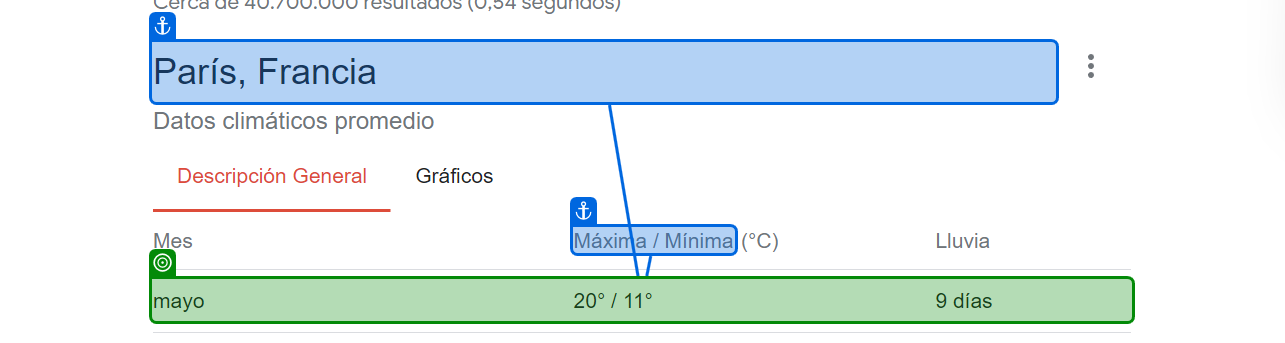 Cerca de 40.700.000 resultados (0,54 segundos)
París, Francia
Datos climáticos promedio
Descripción General Gráficos
Mes Máxima / Mínima (°C) Lluvia
mayo 20° / 11° 9 días